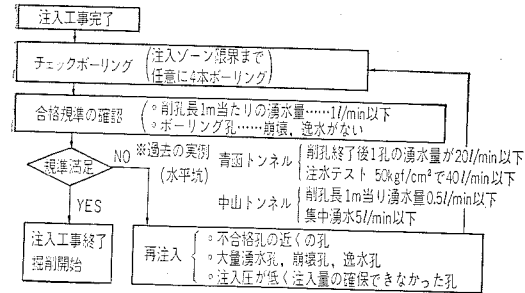 注入工事完了
チェックボーリング (注入ゾーン限界まで
任意に4本ボーリング)
合格規準の確認 (○削孔長1m当たりの湧水量……1ℓ/min以下
○ボーリング孔……崩壊,逸水がない)
規準満足
NO
YES
※過去の実例
(水平坑)
青函トンネル {削孔終了後1孔の湧水量が20ℓ/min以下
注水テスト 50kgf/cm²で40ℓ/min以下
中山トンネル {削孔長1m当り湧水量0.5ℓ/min以下
集中湧水5ℓ/min以下
注入工事終了
掘削開始
再注入 {○不合格孔の近くの孔
○大量湧水孔,崩壊孔,逸水孔
○注入圧が低く注入量の確保できなかった孔